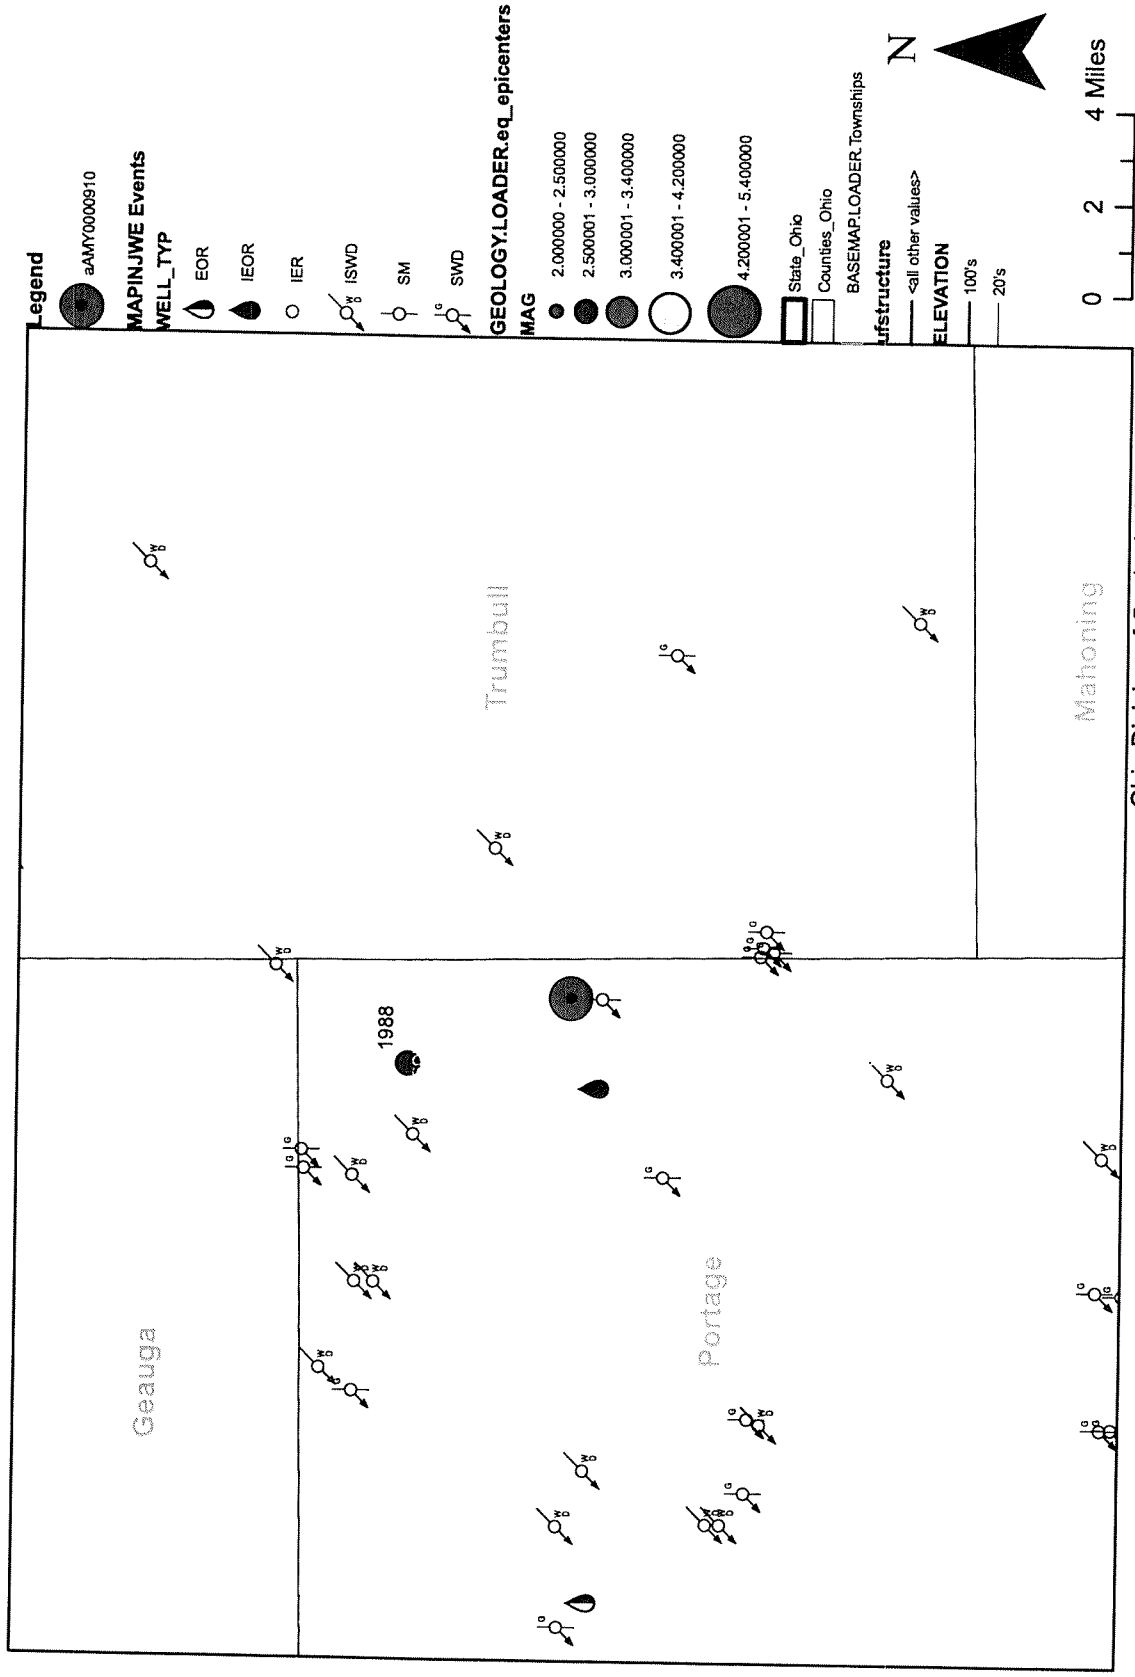 Legend
aAMY0000910
MAPINJWE Events
WELL_TYP
EOR
IEOR
IER
ISWD
SM
SWD
GEOLOGY.LOADER.eq_epicenters
MAG
2.000000 - 2.500000
2.500001 - 3.000000
3.000001 - 3.400000
3.400001 - 4.200000
4.200001 - 5.400000
State_Ohio
Counties_Ohio
BASEMAP.LOADER.Townships
ufstructure
<all other values>
ELEVATION
100's
20's
N
0 2 4 Miles
Geauga
Trumbull
1988
Portage
Mahoning